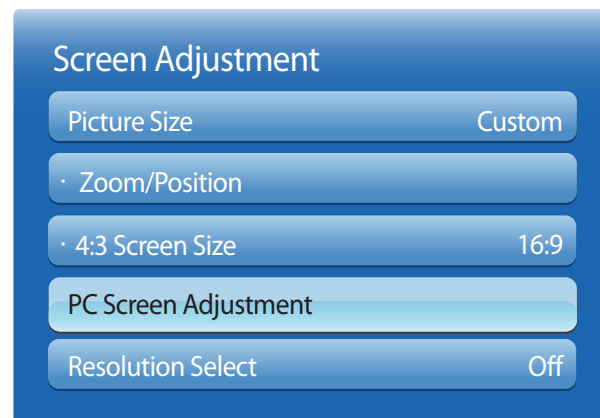 Screen Adjustment
Picture Size Custom
· Zoom/Position
· 4:3 Screen Size 16:9
PC Screen Adjustment
Resolution Select Off